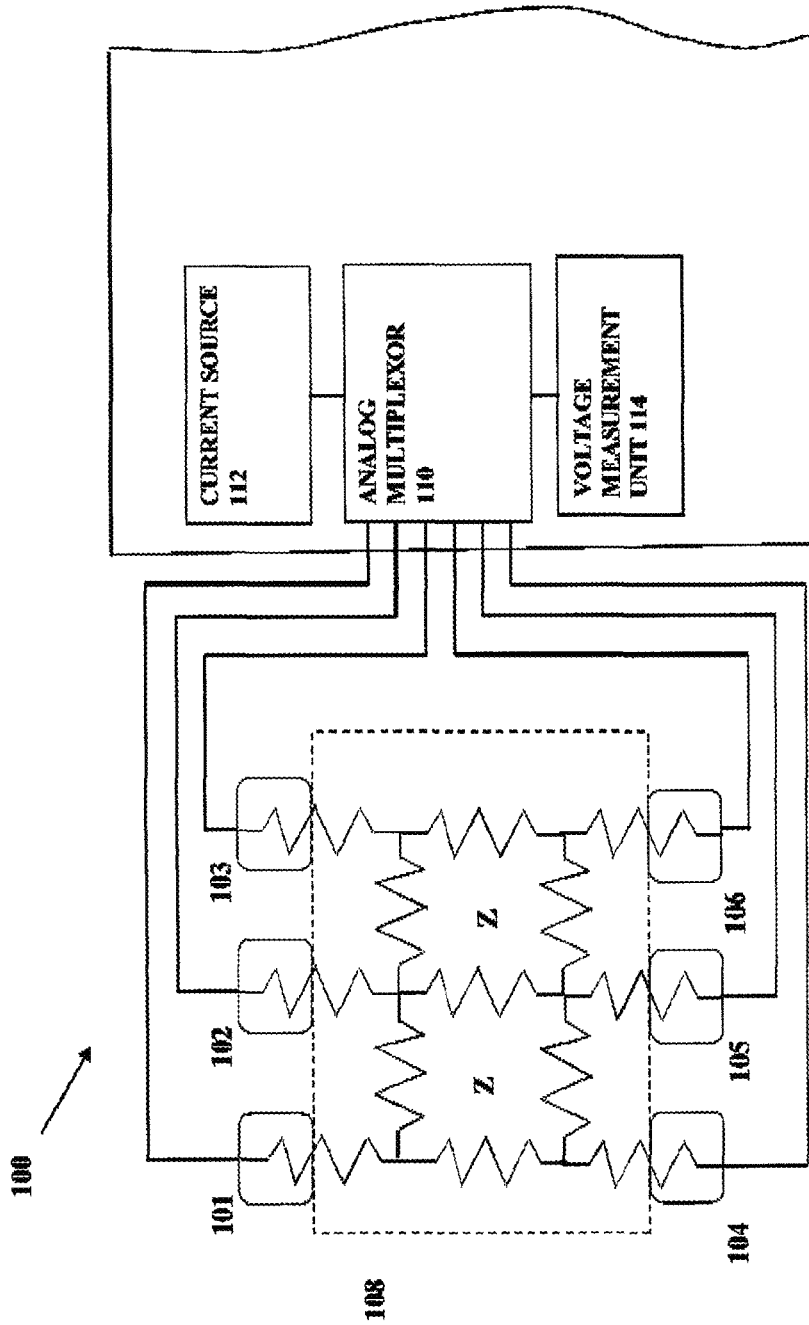 100
101
102
103
108
Z
Z
104
105
106
CURRENT SOURCE
112
ANALOG
MULTIPLEXOR
110
VOLTAGE
MEASUREMENT
UNIT 114